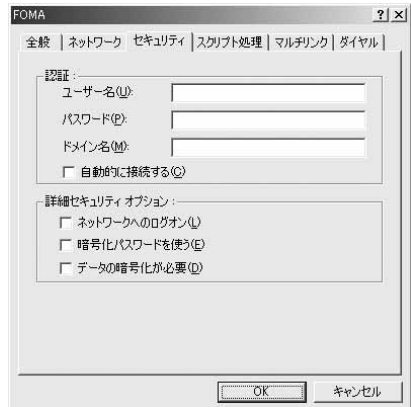 FOMA
全般 ネットワーク セキュリティ スクリプト処理 マルチリンク ダイヤル
認証:
ユーザー名(U):
パスワード(P):
ドメイン名(M):
自動的に接続する(C)
詳細セキュリティ オプション:
ネットワークへのログオン(L)
暗号化パスワードを使う(E)
データの暗号化が必要(D)
OK キャンセル